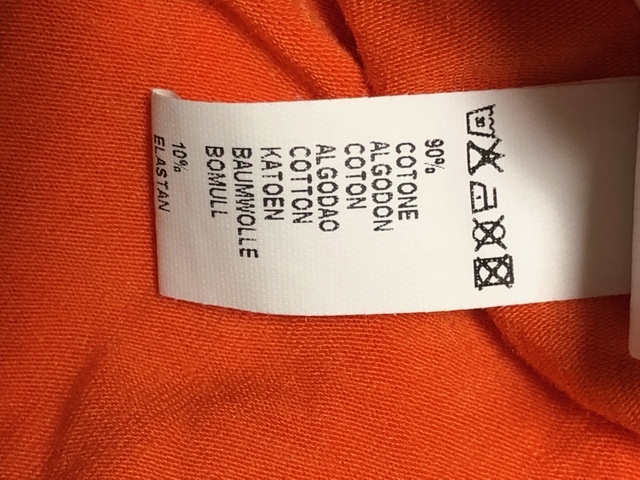 90%
COTONE
ALGODON
COTON
ALGODAO
COTTON
KATOEN
BAUMWOLLE
BOMULL
10%
ELASTAN